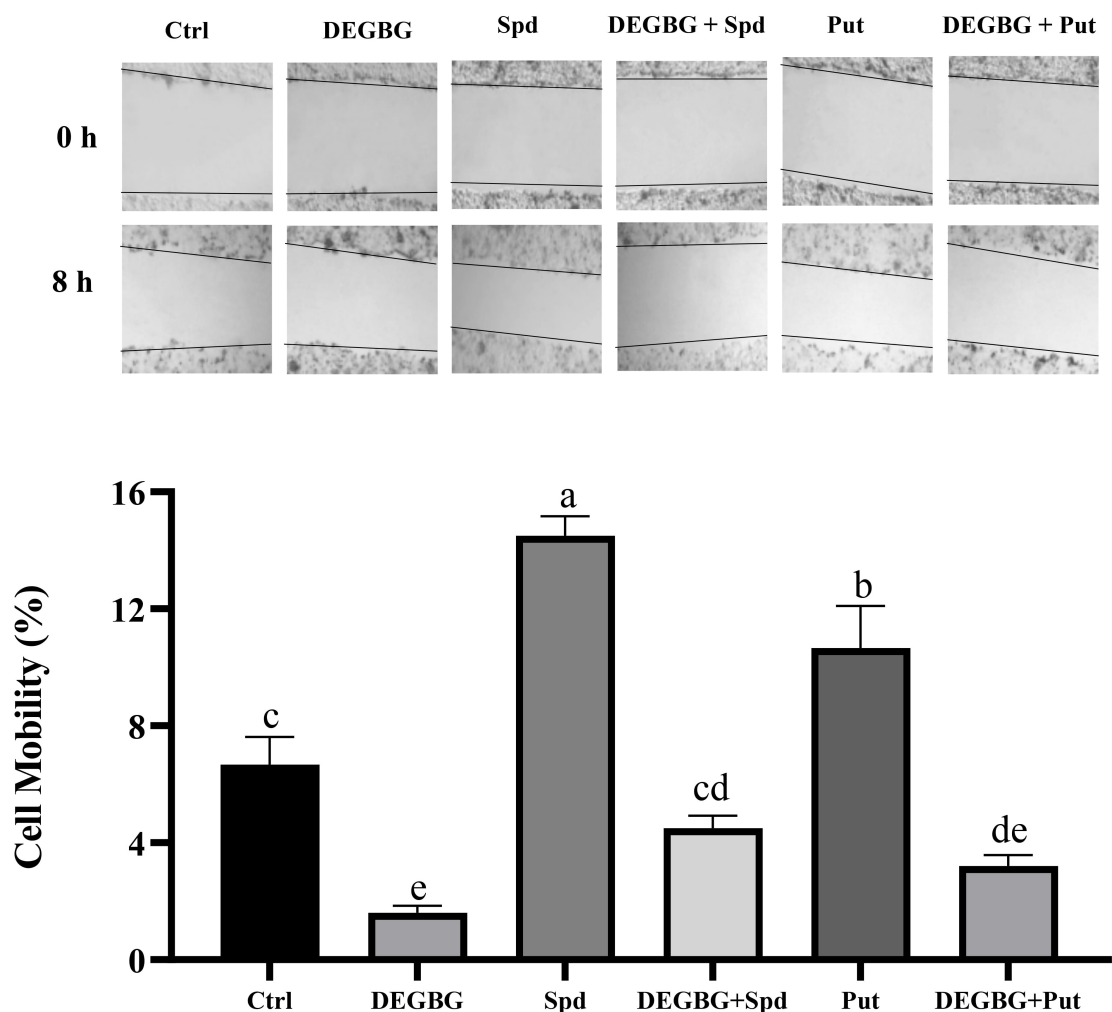 Ctrl DEGBG Spd DEGBG + Spd Put DEGBG + Put
0 h
8 h
16
12
8
4
0
Cell Mobility (%)
c
e
a
cd
b
de
Ctrl DEGBG Spd DEGBG+Spd Put DEGBG+Put